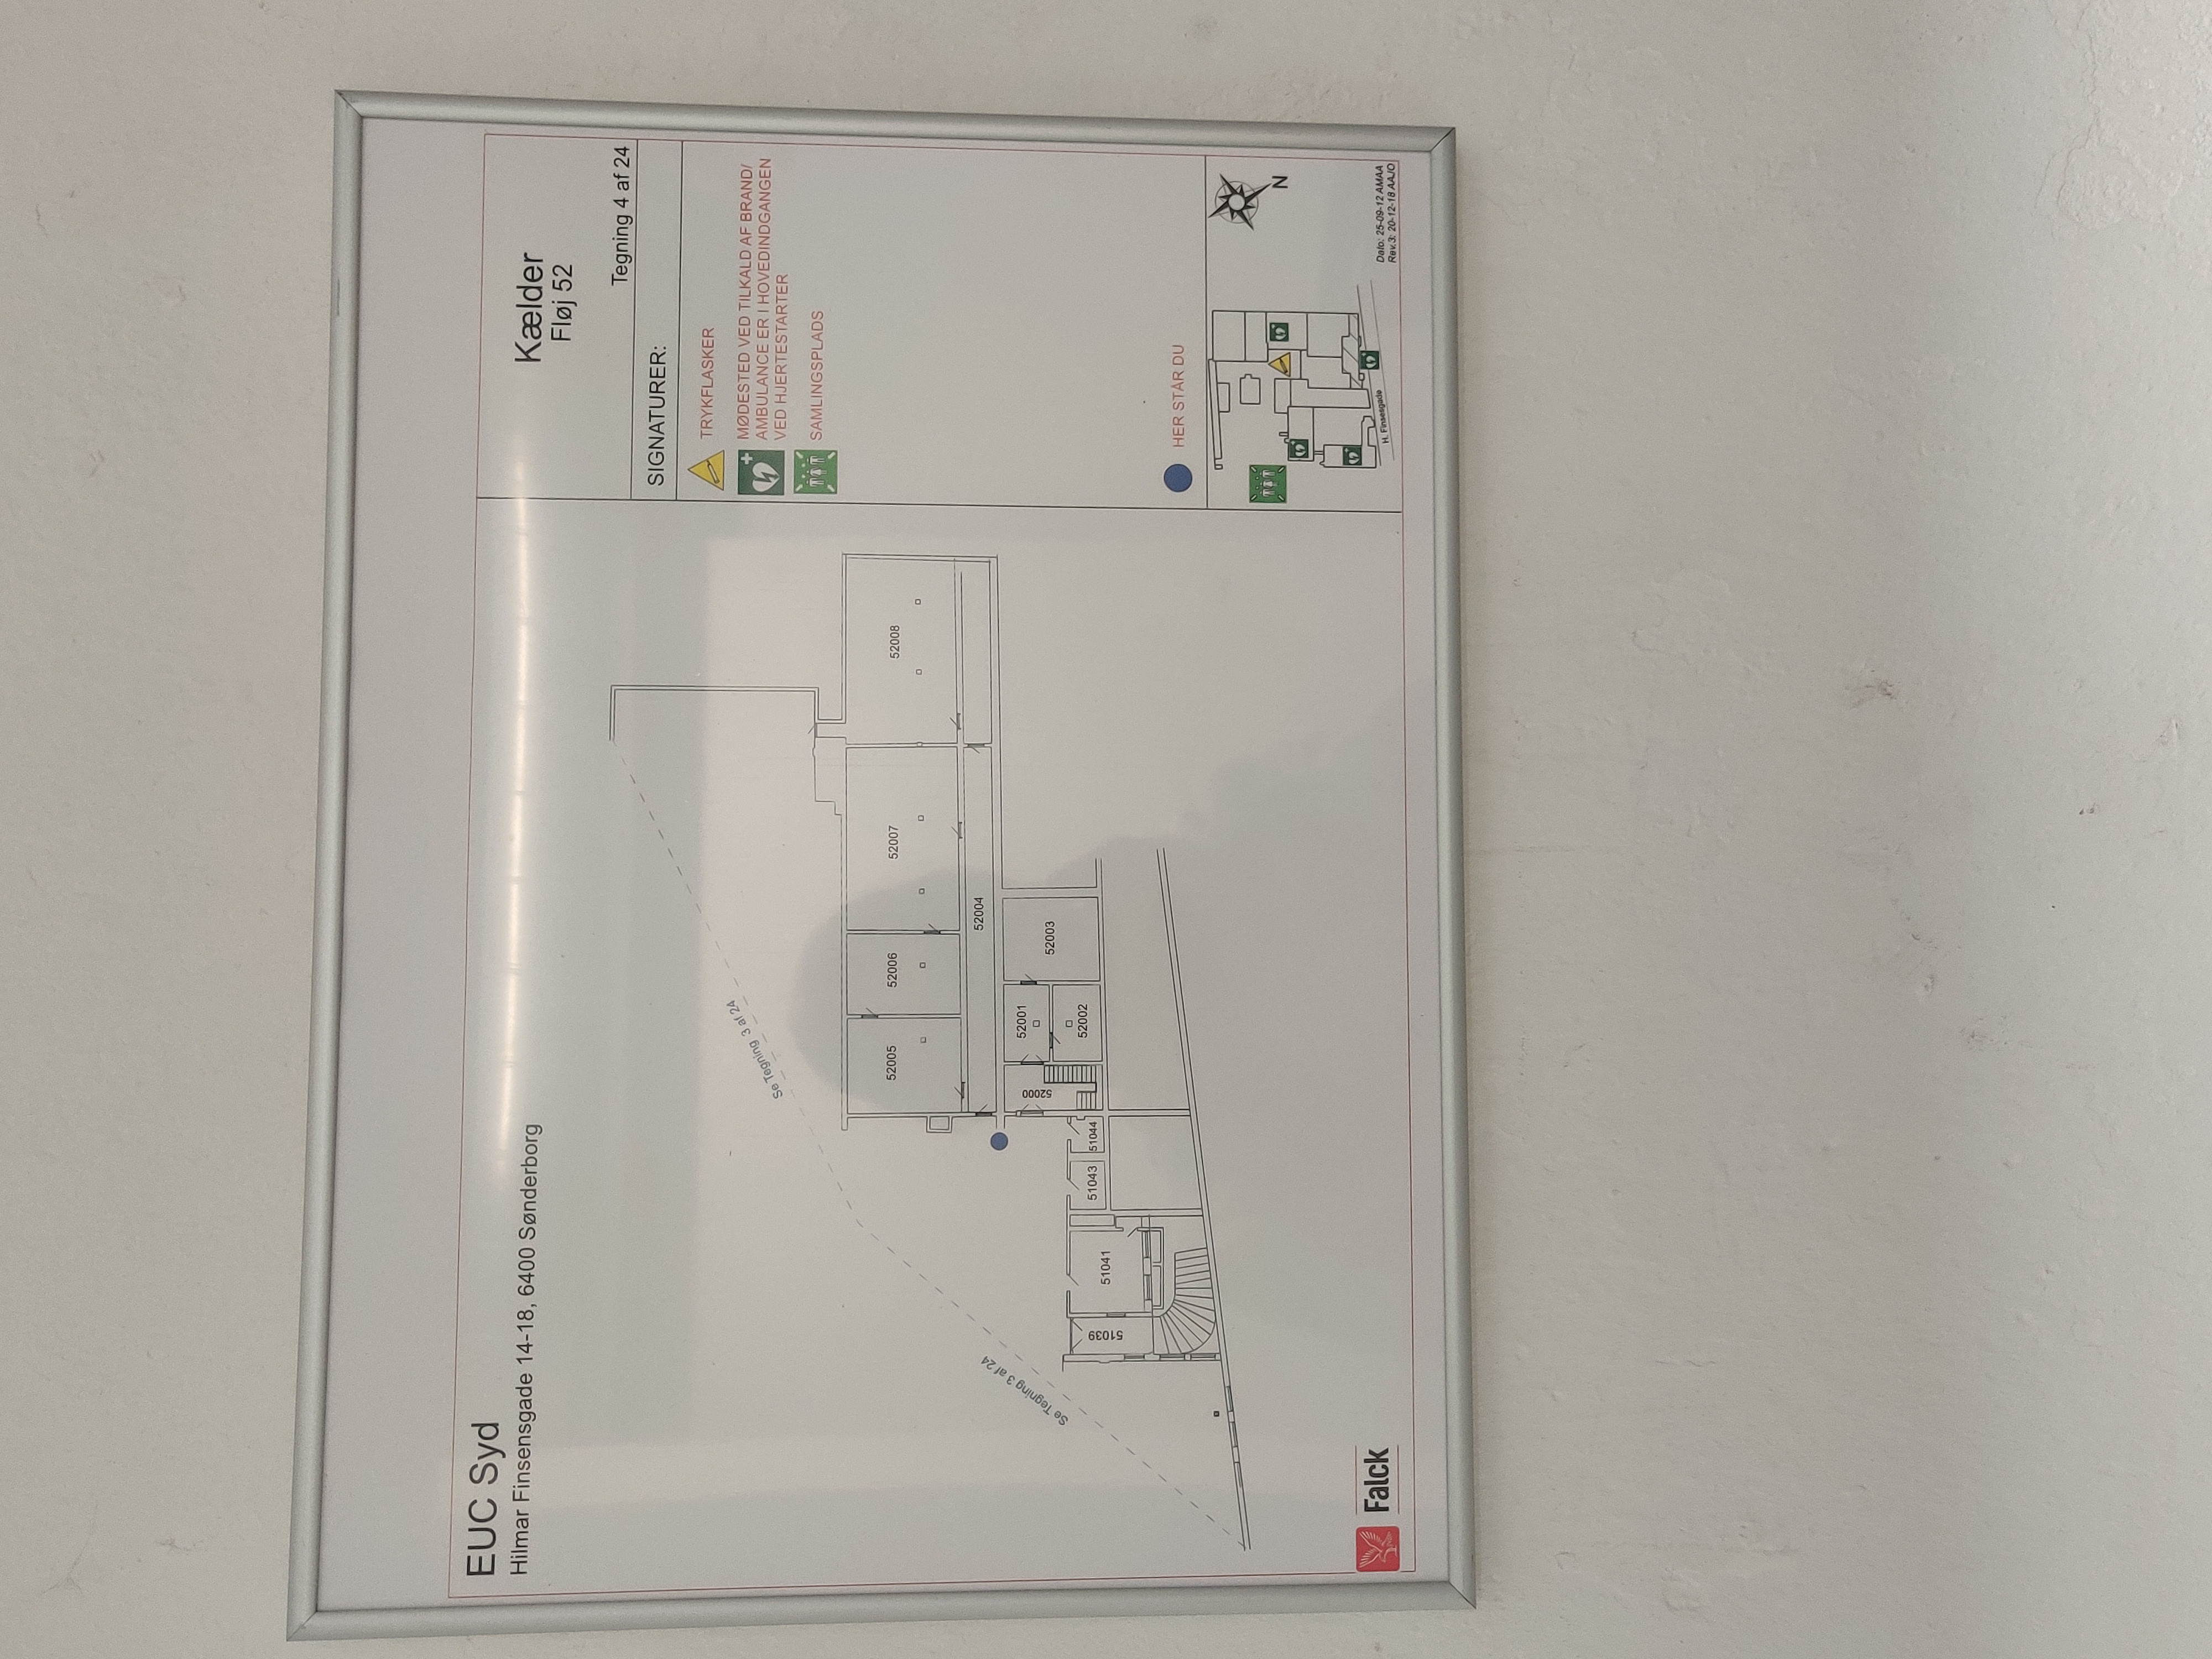 EUC Syd
Hilmar Finsensgade 14-18, 6400 Sønderborg
Kælder
Fløj 52
Tegning 4 af 24
SIGNATURER:
TRYKFLASKER
MØDESTED VED TILKALD AF BRAND/
AMBULANCE ER I HOVEDINDGANGEN
VED HJERTESTARTER
SAMLINGSPLADS
Se Tegning 3 af 24
52005
52006
52007
52008
52004
Se Tegning 3 af 24
52000
52001
52003
52002
51039
51041
51043
51044
HER STÅR DU
N
H. Finsesgade
Dato: 25-09-12 AMAA
Rev.3: 20-12-18 AAJO
Falck